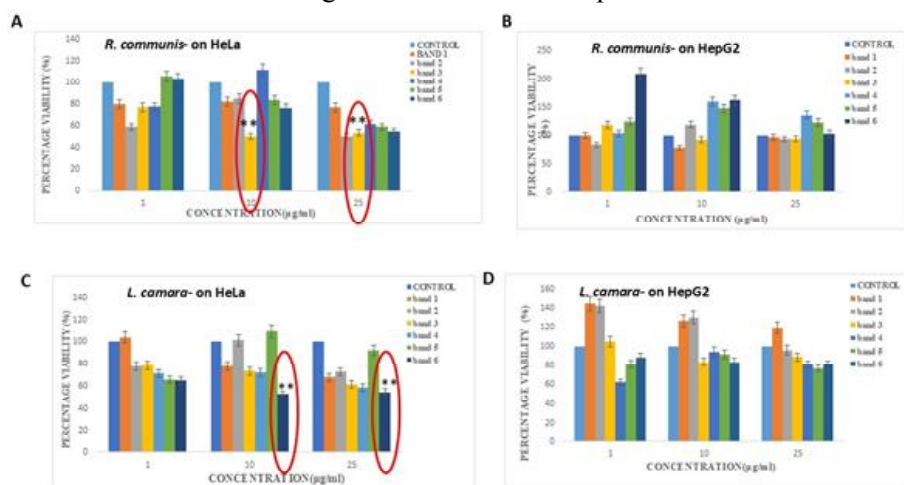 A
R. communis- on HeLa
PERCENTAGE VIABILITY (%)
140
120
100
80
60
40
20
0
**
**
1
10
25
CONCENTRATION(µg/ml)
CONTROL
BAND 1
band 2
band 3
band 4
band 5
band 6
B
R. communis- on HepG2
PERCENTAGE VIABILITY (%)
250
200
150
100
50
0
1
10
25
CONCENTRATION (µg/ml)
CONTROL
band 1
band 2
band 3
band 4
band 5
band 6
C
L. camara- on HeLa
PERCENTAGE VIABILITY (%)
140
120
100
80
60
40
20
0
**
**
1
10
25
CONCENTRATION(µg/ml)
CONTROL
band 1
band 2
band 3
band 4
band 5
band 6
D
L. camara- on HepG2
PERCENTAGE VIABILITY (%)
160
140
120
100
80
60
40
20
0
1
10
25
CONCENTRATION(µg/ml)
CONTROL
band 1
band 2
band 3
band 4
band 5
band 6